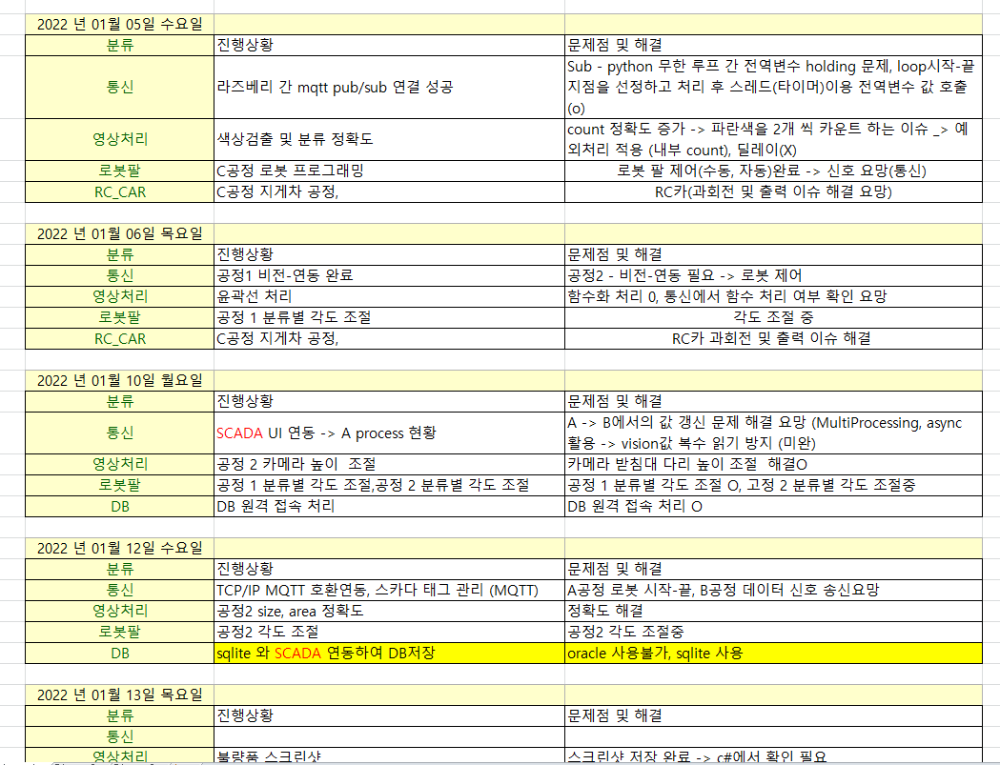 2022 년 01월 05일 수요일
분류 진행상황 문제점 및 해결
통신 라즈베리 간 mqtt pub/sub 연결 성공 Sub - python 무한 루프 간 전역변수 holding 문제, loop시작-끝
지점을 선정하고 처리 후 스레드(타이머)이용 전역변수 값 호출
(o)
영상처리 색상검출 및 분류 정확도 count 정확도 증가 -> 파란색을 2개 씩 카운트 하는 이슈 _> 예
외처리 적용 (내부 count), 딜레이(X)
로봇팔 C공정 로봇 프로그래밍 로봇 팔 제어(수동, 자동)완료 -> 신호 요망(통신)
RC_CAR C공정 지게차 공정, RC카(과회전 및 출력 이슈 해결 요망)
2022 년 01월 06일 목요일
분류 진행상황 문제점 및 해결
통신 공정1 비전-연동 완료 공정2 - 비전-연동 필요 -> 로봇 제어
영상처리 윤곽선 처리 함수화 처리 0, 통신에서 함수 처리 여부 확인 요망
로봇팔 공정 1 분류별 각도 조절 각도 조절 중
RC_CAR C공정 지게차 공정, RC카 과회전 및 출력 이슈 해결
2022 년 01월 10일 월요일
분류 진행상황 문제점 및 해결
통신 SCADA UI 연동 -> A process 현황 A -> B에서의 값 갱신 문제 해결 요망 (MultiProcessing, async
활용 -> vision값 복수 읽기 방지 (미완)
영상처리 공정 2 카메라 높이 조절 카메라 받침대 다리 높이 조절 해결O
로봇팔 공정 1 분류별 각도 조절,공정 2 분류별 각도 조절 공정 1 분류별 각도 조절 O, 고정 2 분류별 각도 조절중
DB DB 원격 접속 처리 DB 원격 접속 처리 O
2022 년 01월 12일 수요일
분류 진행상황 문제점 및 해결
통신 TCP/IP MQTT 호환연동, 스카다 태그 관리 (MQTT) A공정 로봇 시작-끝, B공정 데이터 신호 송신요망
영상처리 공정2 size, area 정확도 정확도 해결
로봇팔 공정2 각도 조절 공정2 각도 조절중
DB sqlite 와 SCADA 연동하여 DB저장 oracle 사용불가, sqlite 사용
2022 년 01월 13일 목요일
분류 진행상황 문제점 및 해결
통신
영상처리 불량품 스크린샷 스크린샷 저장 완료 -> c#에서 확인 필요